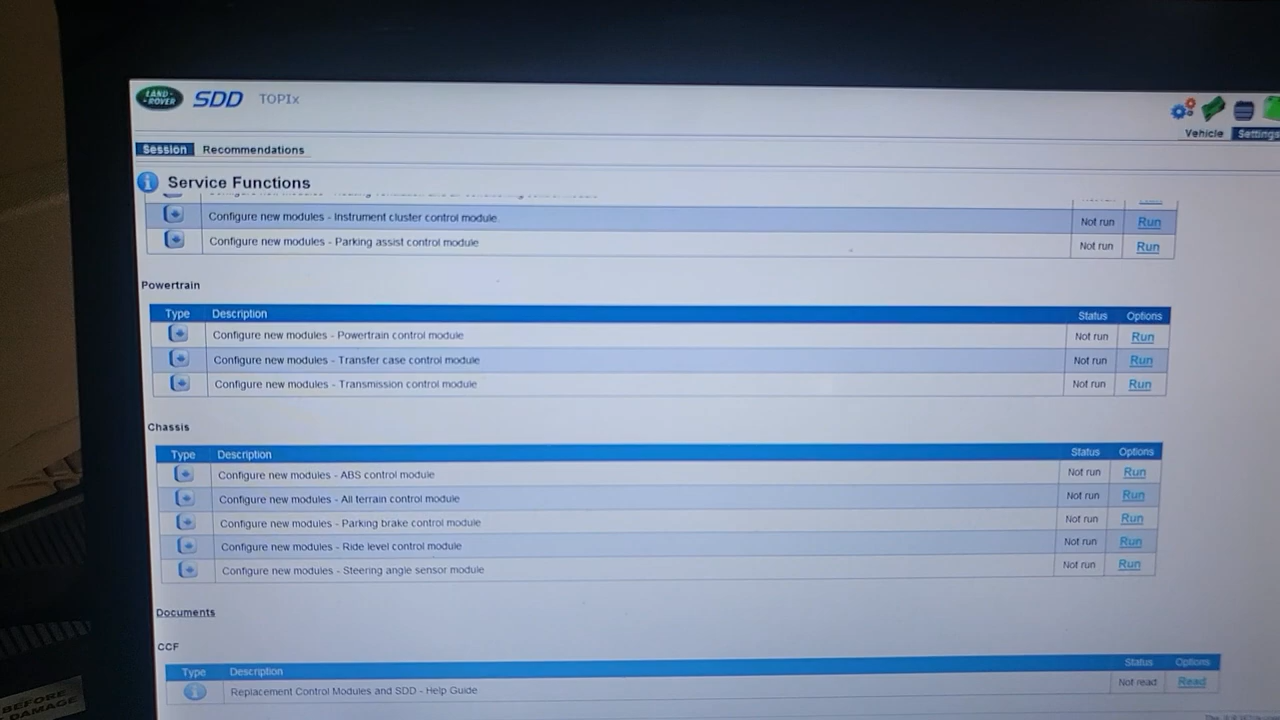 LAND-
-ROVER
SDD TOPIx
Vehicle Settings
Session Recommendations
Service Functions
Configure new modules - Instrument cluster control module Not run Run
Configure new modules - Parking assist control module Not run Run
Powertrain
Type Description Status Options
Configure new modules - Powertrain control module Not run Run
Configure new modules - Transfer case control module Not run Run
Configure new modules - Transmission control module Not run Run
Chassis
Type Description Status Options
Configure new modules - ABS control module Not run Run
Configure new modules - All terrain control module Not run Run
Configure new modules - Parking brake control module Not run Run
Configure new modules - Ride level control module Not run Run
Configure new modules - Steering angle sensor module Not run Run
Documents
CCF
Type Description Status Options
Replacement Control Modules and SDD - Help Guide Not read Read
BEFORE
DAMAGE